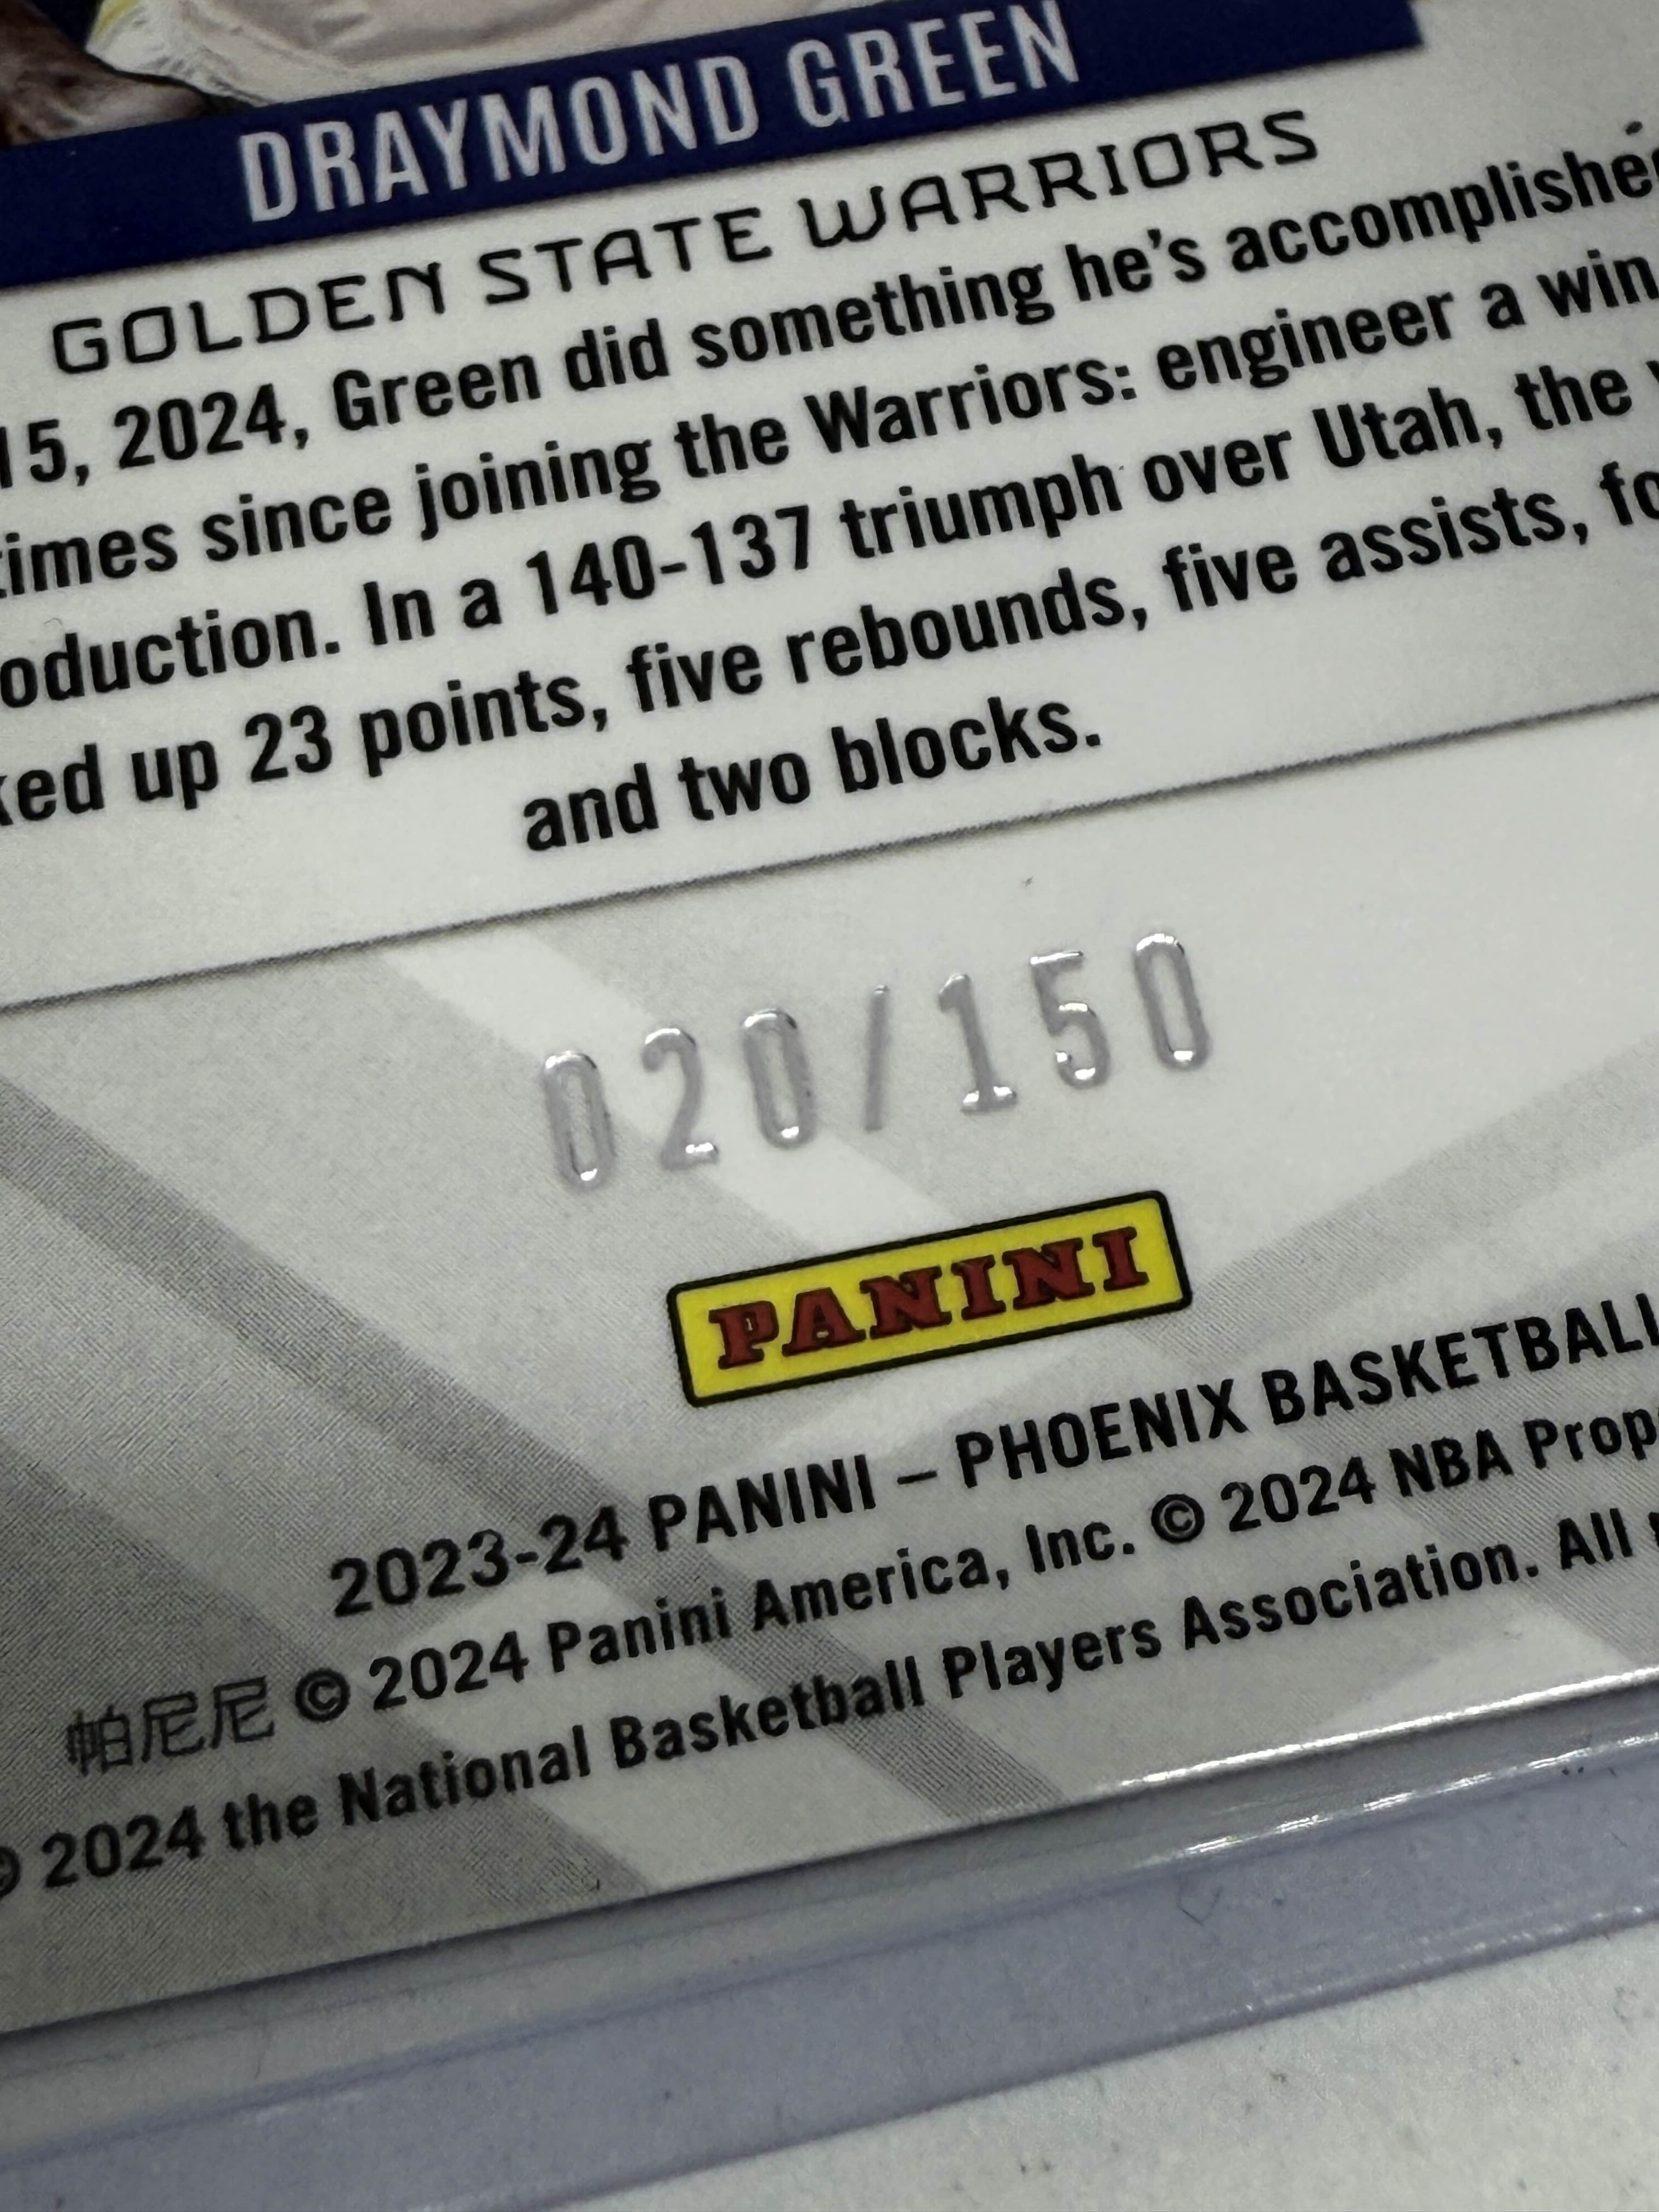 DRAYMOND GREEN
GOLDEN STATE WARRIORS
15, 2024, Green did something he's accomplished
times since joining the Warriors: engineer a win
oduction. In a 140-137 triumph over Utah, the
ked up 23 points, five rebounds, five assists, fo
and two blocks.
020/150
PANINI
2023-24 PANINI – PHOENIX BASKETBALL
帕尼尼 © 2024 Panini America, Inc. © 2024 NBA Prop
© 2024 the National Basketball Players Association. All